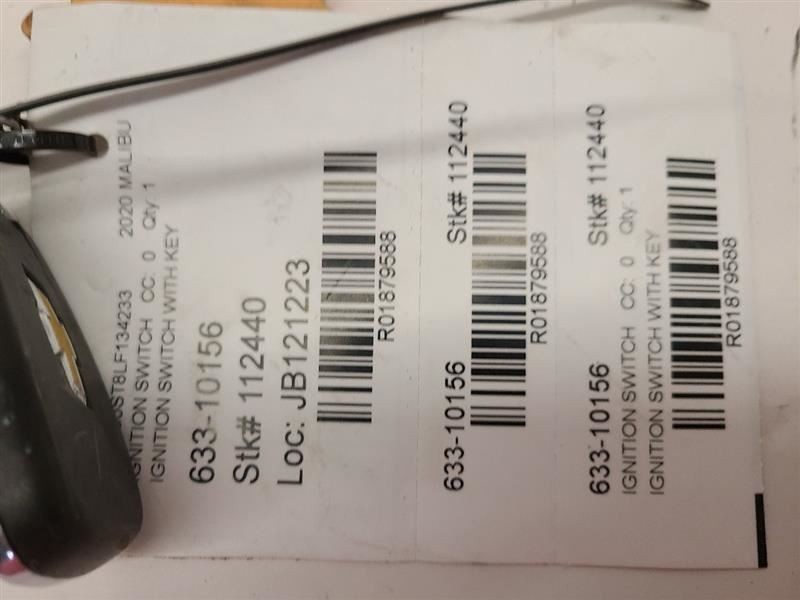 ST8LF134233 2020 MALIBU
IGNITION SWITCH CC: 0 Qty: 1
IGNITION SWITCH WITH KEY
633-10156
Stk# 112440
Loc: JB121223
R01879588
633-10156 Stk# 112440
R01879588
633-10156 Stk# 112440
IGNITION SWITCH CC: 0 Qty: 1
IGNITION SWITCH WITH KEY
R01879588